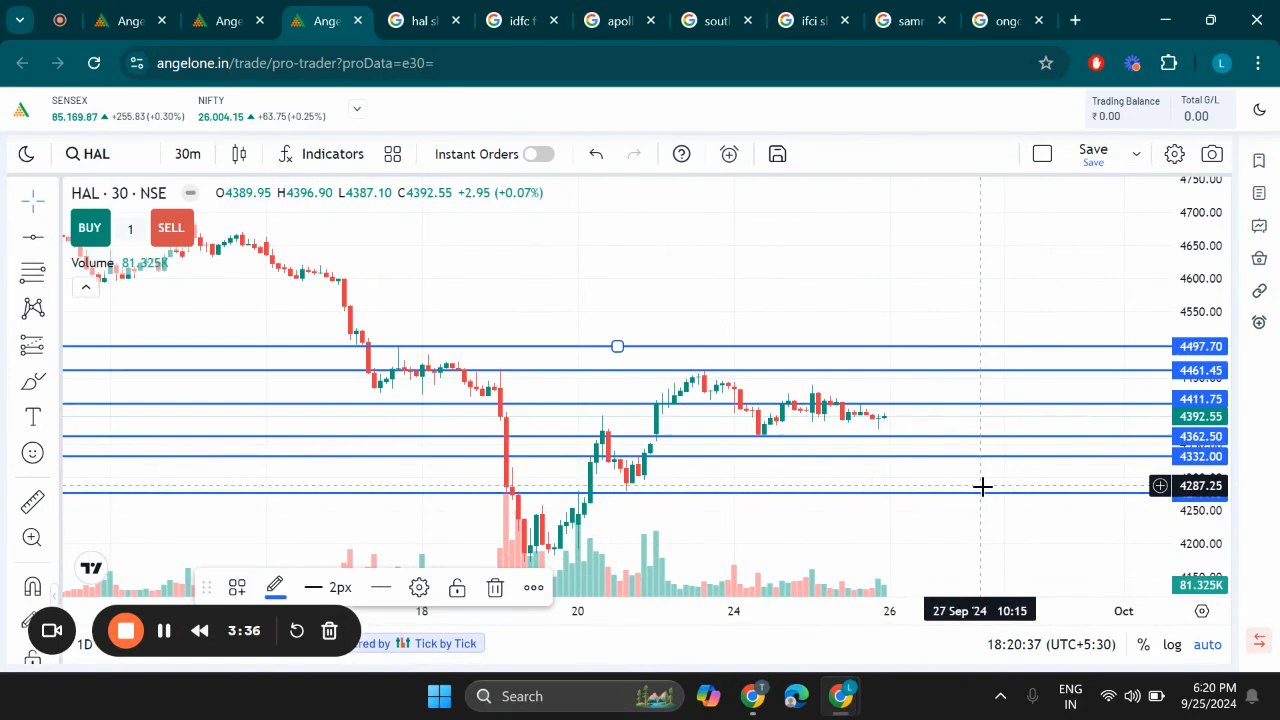 Ange
Ange
Ange
hal sl
idfc f
apoll
sout
ifci sl
samr
ongc
angelone.in/trade/pro-trader?proData=e30=
L
SENSEX
85,169.87 +255.83 (+0.30%)
NIFTY
26,004.15 +63.75 (+0.25%)
Trading Balance
₹ 0.00
Total G/L
0.00
HAL
30m
Indicators
Instant Orders
Save
Save
HAL · 30 · NSE
O4389.95 H4396.90 L4387.10 C4392.55 +2.95 (+0.07%)
BUY
1
SELL
Volume 81.325K
4750.00
4700.00
4650.00
4600.00
4550.00
4497.70
4461.45
4411.75
4392.55
4362.50
4332.00
4287.25
4250.00
4200.00
81.325K
2px
18
20
24
26
27 Sep '24 10:15
Oct
3:36
1D
Tick by Tick
18:20:37 (UTC+5:30)
%
log
auto
Search
T
L
ENG
IN
6:20 PM
9/25/2024